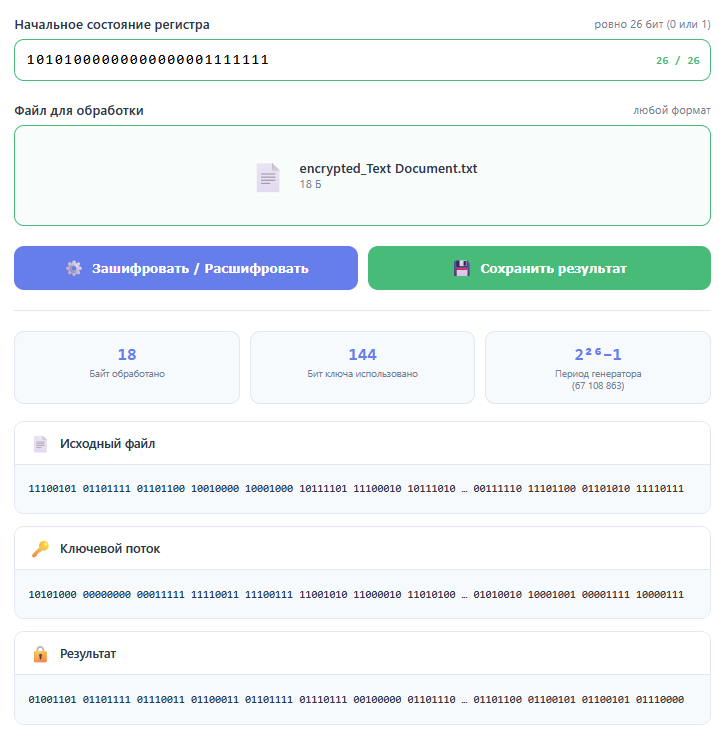 Начальное состояние регистра
ровно 26 бит (0 или 1)
10101000000000000001111111
26 / 26
Файл для обработки
любой формат
encrypted_Text Document.txt
18 Б
Зашифровать / Расшифровать
Сохранить результат
18
Байт обработано
144
Бит ключа использовано
2²⁶−1
Период генератора
(67 108 863)
Исходный файл
11100101 01101111 01101100 10010000 10001000 10111101 11100010 10111010 … 00111110 11101100 01101010 11110111
Ключевой поток
10101000 00000000 00011111 11110011 11100111 11001010 11000010 11010100 … 01010010 10001001 00001111 10000111
Результат
01001101 01101111 01110011 01100011 01101111 01110111 00100000 01101110 … 01101100 01100101 01100101 01110000